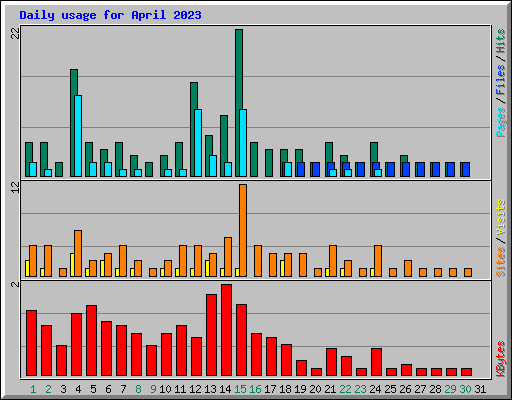 Daily usage for April 2023
22
Pages / Files / Hits
12
Sites / Visits
2
KBytes
1 2 3 4 5 6 7 8 9 10 11 12 13 14 15 16 17 18 19 20 21 22 23 24 25 26 27 28 29 30 31